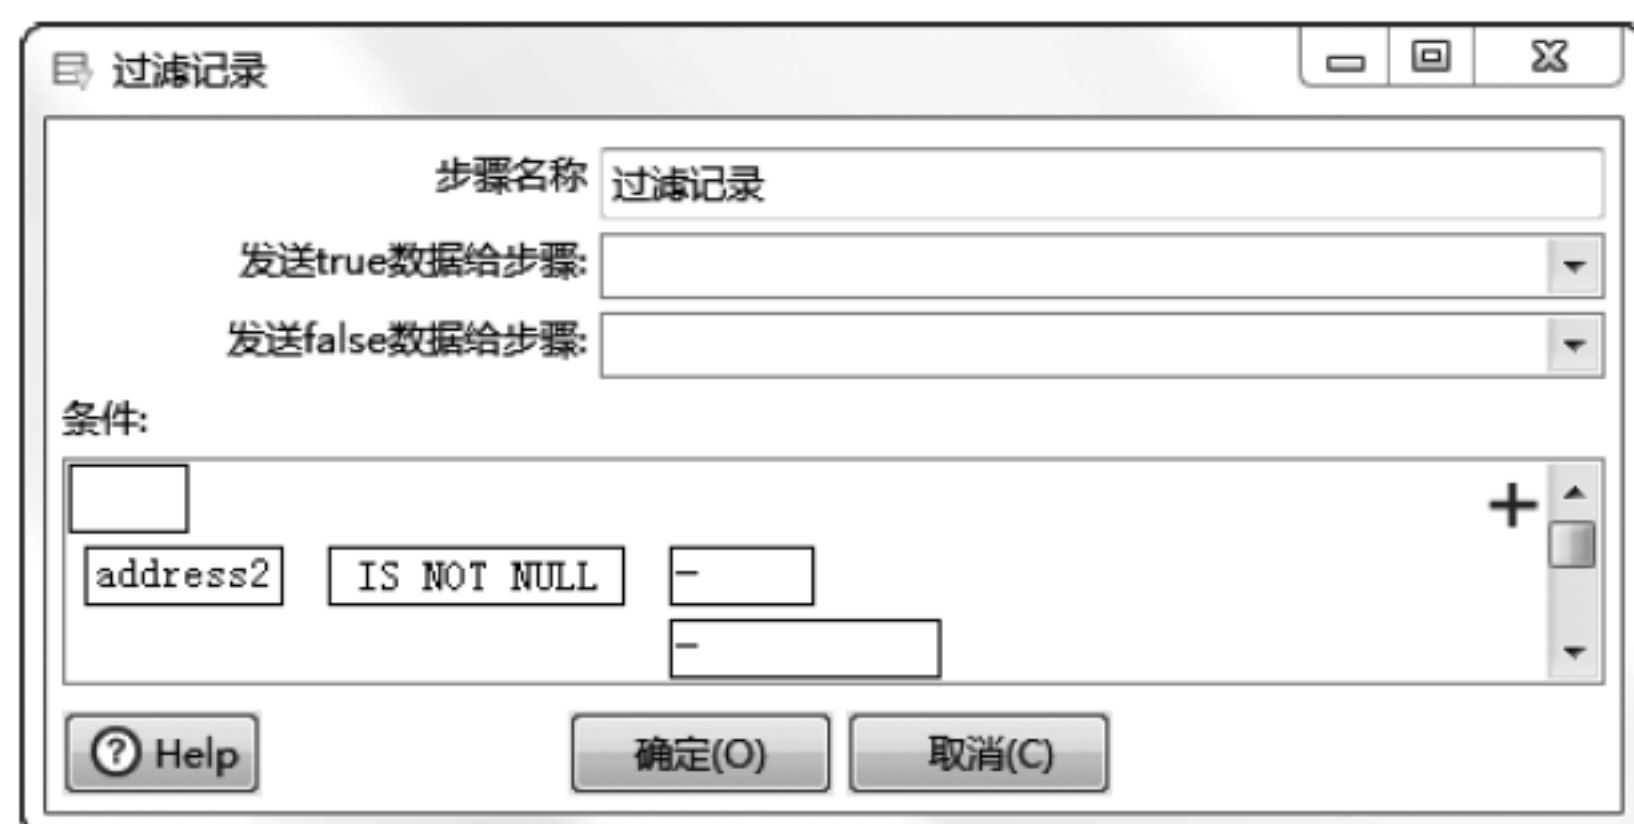 过滤记录
步骤名称 过滤记录
发送true数据给步骤:
发送false数据给步骤:
条件:
address2 IS NOT NULL –
–
Help 确定(O) 取消(C)